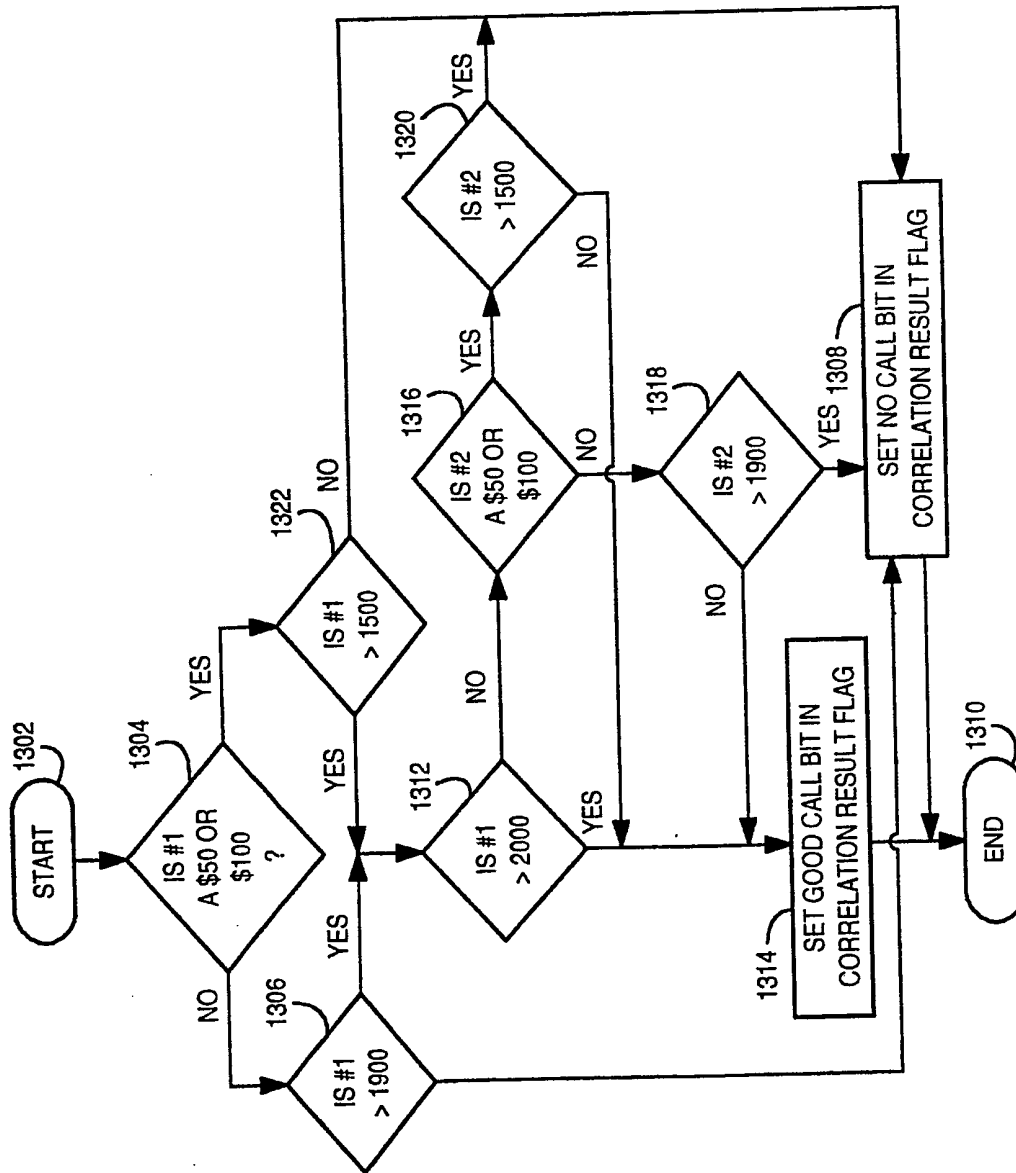 START
1302
IS #1
A $50 OR
$100
?
1304
NO
YES
IS #1
> 1900
1306
YES
IS #1
> 1500
1322
YES
NO
IS #1
> 2000
1312
NO
YES
IS #2
A $50 OR
$100
1316
YES
NO
IS #2
> 1500
1320
YES
NO
IS #2
> 1900
1318
NO
YES
SET GOOD CALL BIT IN
CORRELATION RESULT FLAG
1314
SET NO CALL BIT IN
CORRELATION RESULT FLAG
1308
END
1310